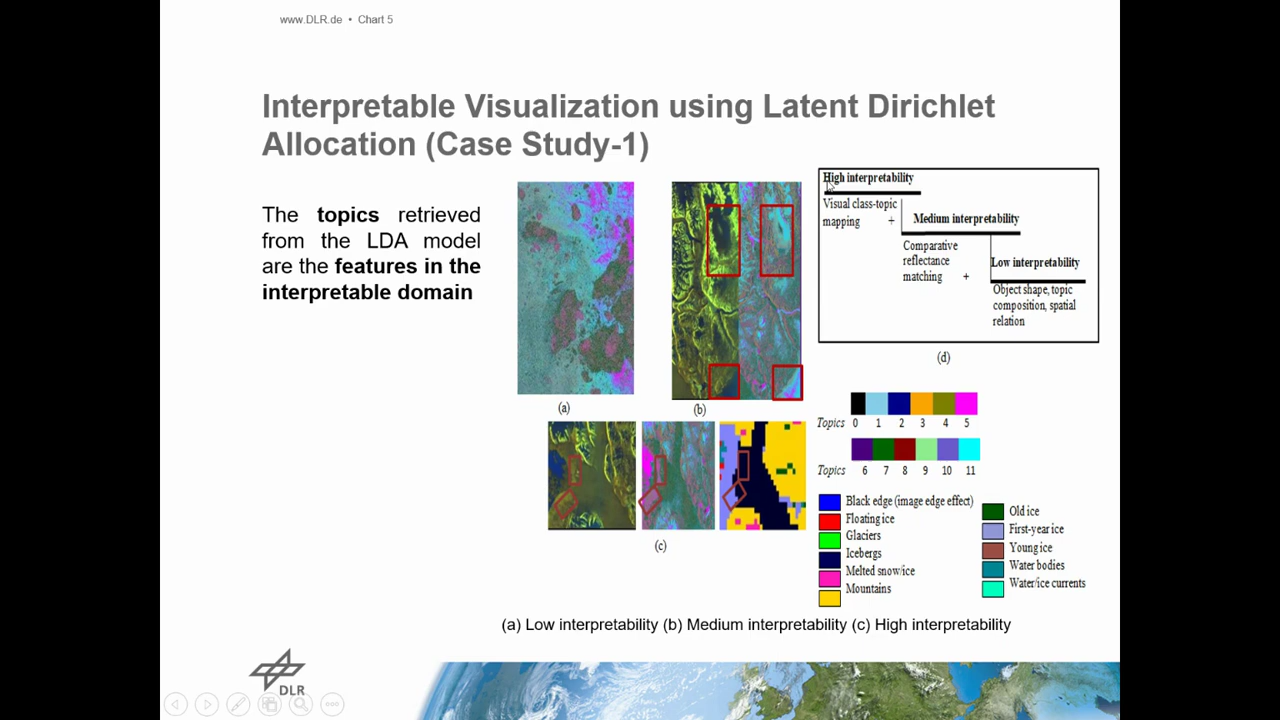 www.DLR.de • Chart 5
Interpretable Visualization using Latent Dirichlet
Allocation (Case Study-1)
The topics retrieved
from the LDA model
are the features in the
interpretable domain
(a)
(b)
(c)
High interpretability
Visual class-topic
mapping +
Medium interpretability
Comparative
reflectance
matching +
Low interpretability
Object shape, topic
composition, spatial
relation
(d)
Topics 0 1 2 3 4 5
Topics 6 7 8 9 10 11
Black edge (image edge effect)
Floating ice
Glaciers
Icebergs
Melted snow/ice
Mountains
Old ice
First-year ice
Young ice
Water bodies
Water/ice currents
(a) Low interpretability (b) Medium interpretability (c) High interpretability
DLR